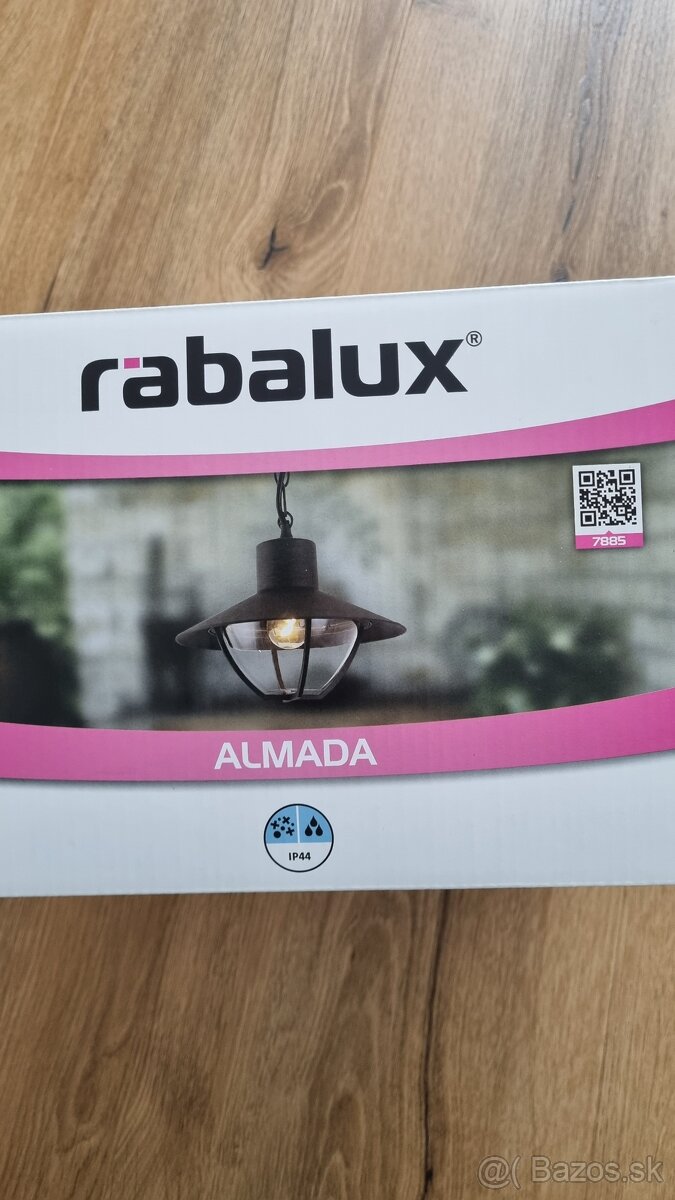 rabalux®
7885
ALMADA
IP44
@( Bazos.sk